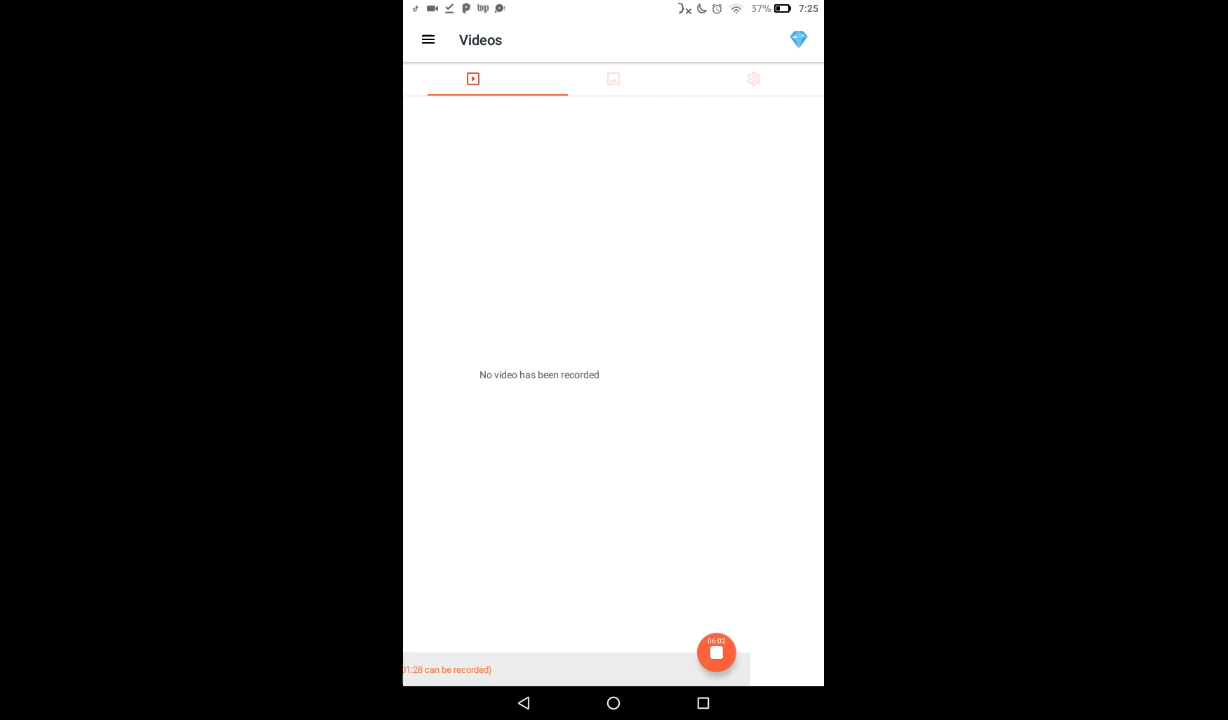 37% 7:25
Videos
No video has been recorded
06:02
01:28 can be recorded)